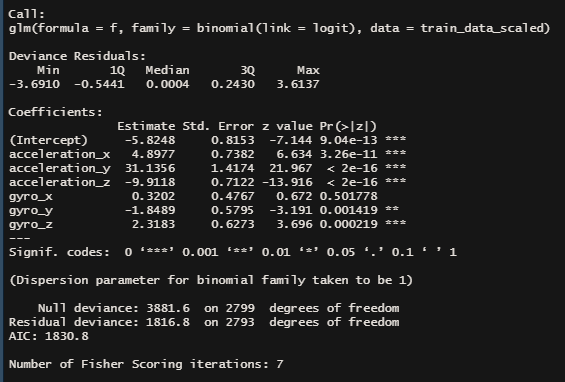 Call:
glm(formula = f, family = binomial(link = logit), data = train_data_scaled)

Deviance Residuals:
    Min       1Q   Median       3Q      Max
-3.6910  -0.5441   0.0004   0.2430   3.6137

Coefficients:
               Estimate Std. Error z value Pr(>|z|)
(Intercept)     -5.8248     0.8153  -7.144 9.04e-13 ***
acceleration_x   4.8977     0.7382   6.634 3.26e-11 ***
acceleration_y  31.1356     1.4174  21.967  < 2e-16 ***
acceleration_z  -9.9118     0.7122 -13.916  < 2e-16 ***
gyro_x           0.3202     0.4767   0.672 0.501778
gyro_y          -1.8489     0.5795  -3.191 0.001419 **
gyro_z           2.3183     0.6273   3.696 0.000219 ***
---
Signif. codes:  0 ‘***’ 0.001 ‘**’ 0.01 ‘*’ 0.05 ‘.’ 0.1 ‘ ’ 1

(Dispersion parameter for binomial family taken to be 1)

    Null deviance: 3881.6  on 2799  degrees of freedom
Residual deviance: 1816.8  on 2793  degrees of freedom
AIC: 1830.8

Number of Fisher Scoring iterations: 7